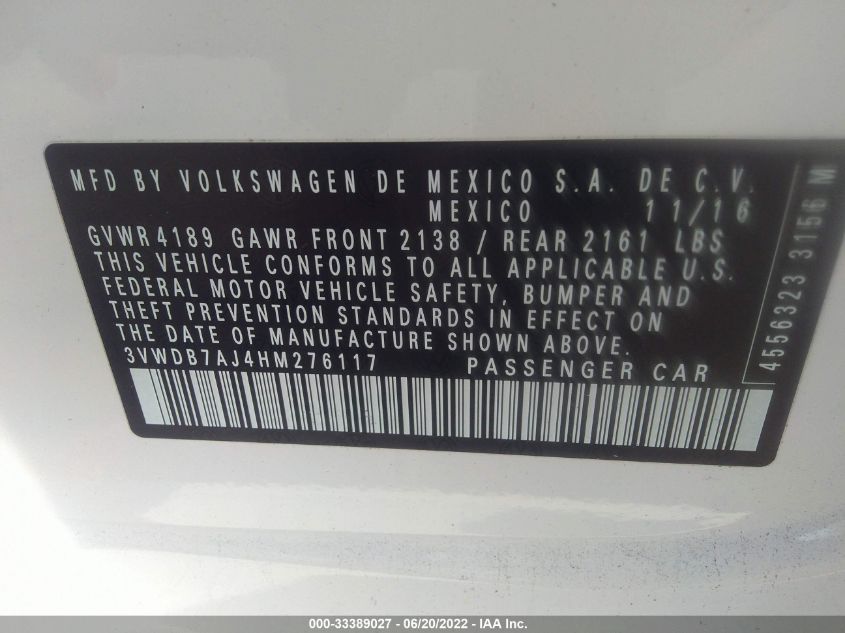 MFD BY VOLKSWAGEN DE MEXICO S.A. DE C.V.
MEXICO 11/16
GVWR 4189 GAWR FRONT 2138 / REAR 2161 LBS
THIS VEHICLE CONFORMS TO ALL APPLICABLE U.S.
FEDERAL MOTOR VEHICLE SAFETY, BUMPER AND
THEFT PREVENTION STANDARDS IN EFFECT ON
THE DATE OF MANUFACTURE SHOWN ABOVE.
3VWDB7AJ4HM276117 PASSENGER CAR
4556323 3156 M
000-33389027 - 06/20/2022 - IAA Inc.